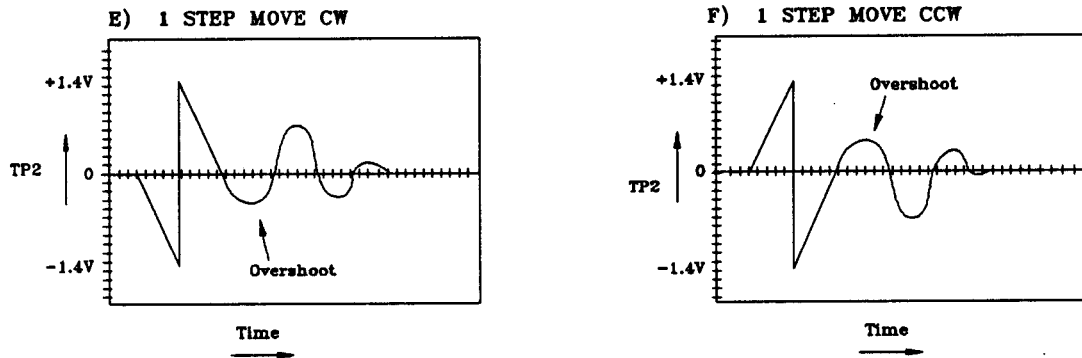 E) 1 STEP MOVE CW
+1.4V
TP2
0
-1.4V
Overshoot
Time
F) 1 STEP MOVE CCW
+1.4V
Overshoot
TP2
0
-1.4V
Time